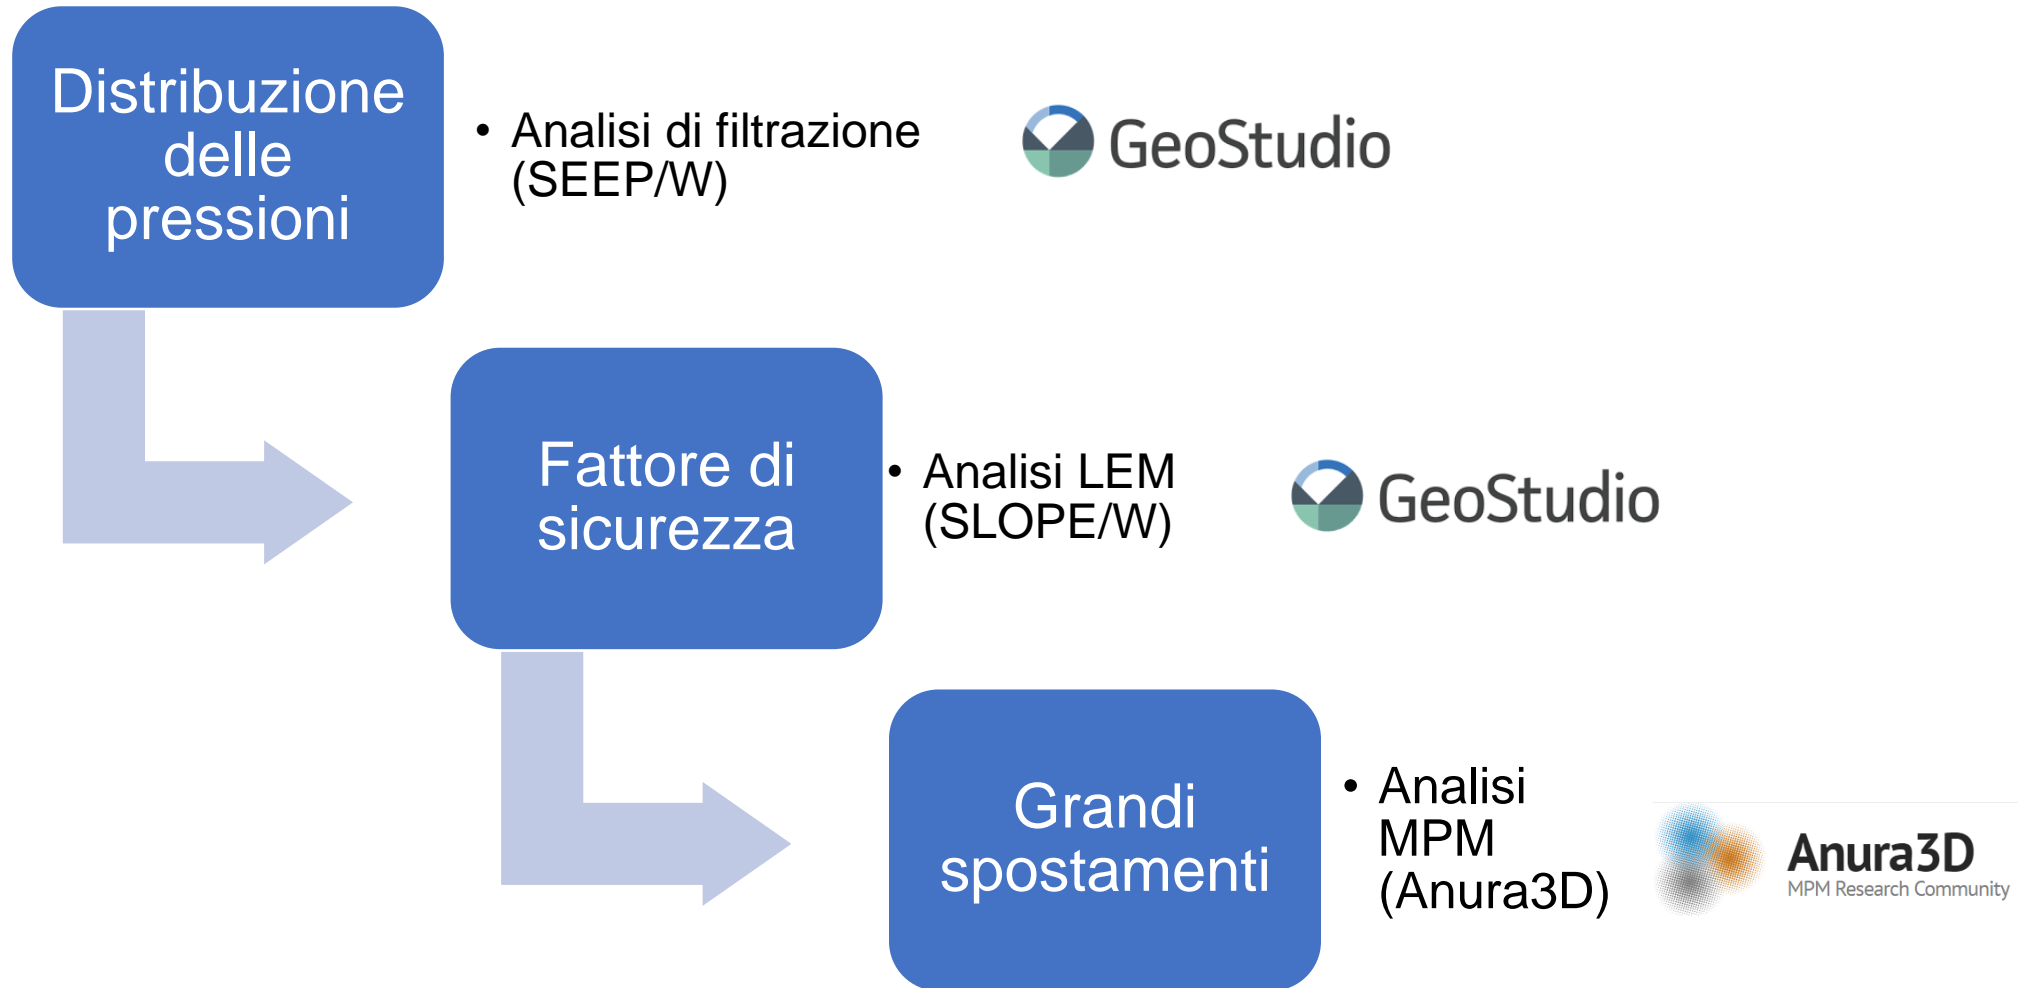 Distribuzione
delle
pressioni
• Analisi di filtrazione
(SEEP/W)
GeoStudio
Fattore di
sicurezza
• Analisi LEM
(SLOPE/W)
GeoStudio
Grandi
spostamenti
• Analisi
MPM
(Anura3D)
Anura3D
MPM Research Community